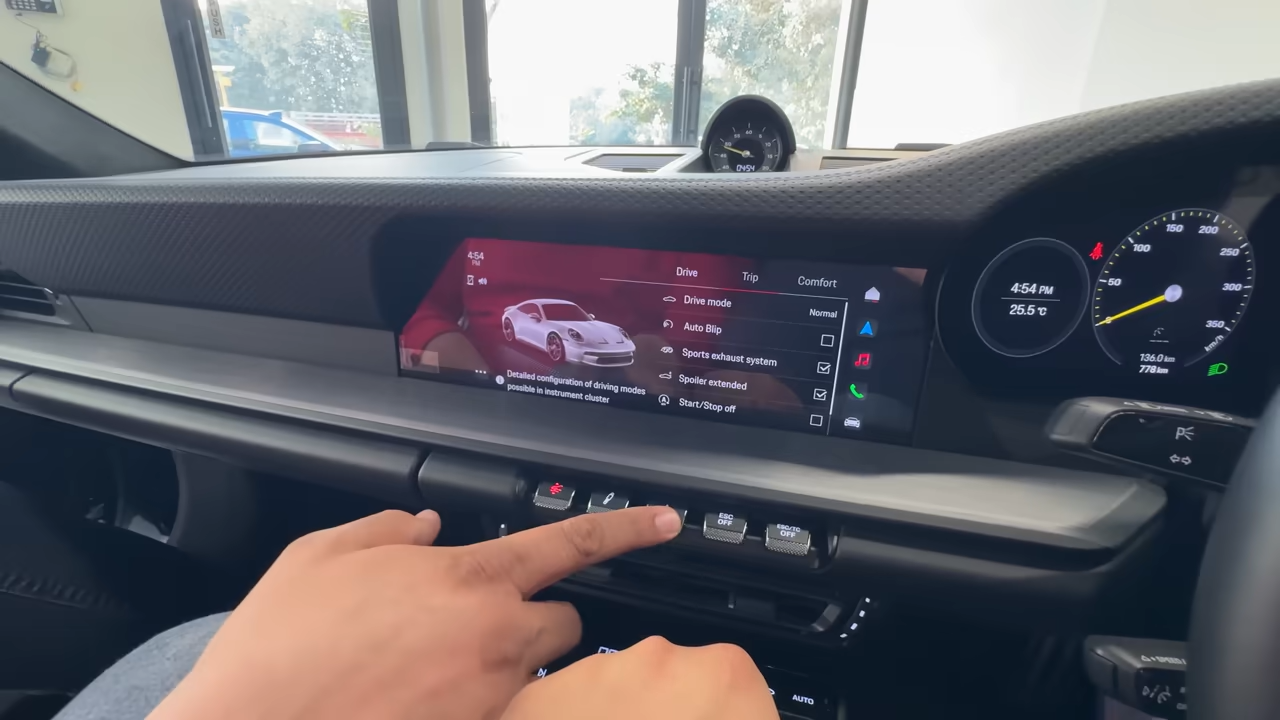 PUSH
0454
4:54
PM
Drive
Trip
Comfort
Drive mode
Normal
Auto Blip
Sports exhaust system
Spoiler extended
Start/Stop off
Detailed configuration of driving modes
possible in instrument cluster
4:54 PM
25.5 °C
50
100
150
200
250
300
350
km/h
136.0 km
778 km
ESC
OFF
ESC/TC
OFF
AUTO